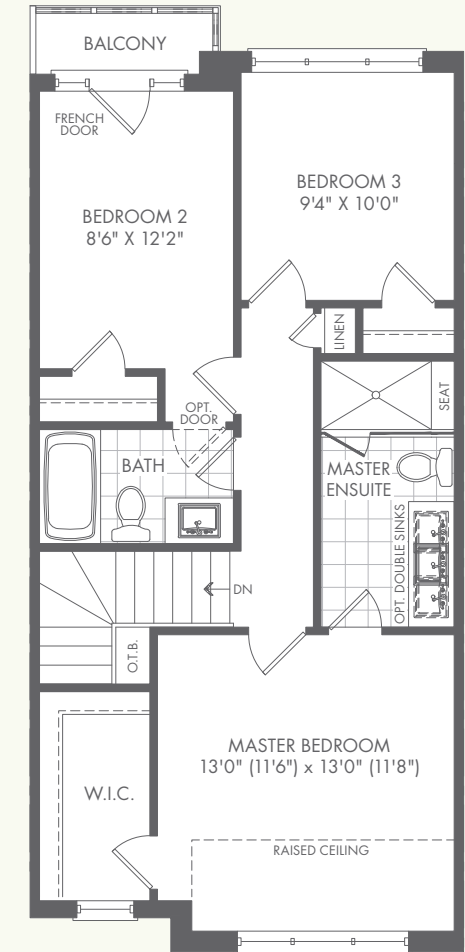 BALCONY
FRENCH
DOOR
BEDROOM 2
8'6" X 12'2"
BEDROOM 3
9'4" X 10'0"
LINEN
OPT.
DOOR
SEAT
BATH
MASTER
ENSUITE
OPT. DOUBLE SINKS
DN
O.T.B.
MASTER BEDROOM
13'0" (11'6") x 13'0" (11'8")
W.I.C.
RAISED CEILING